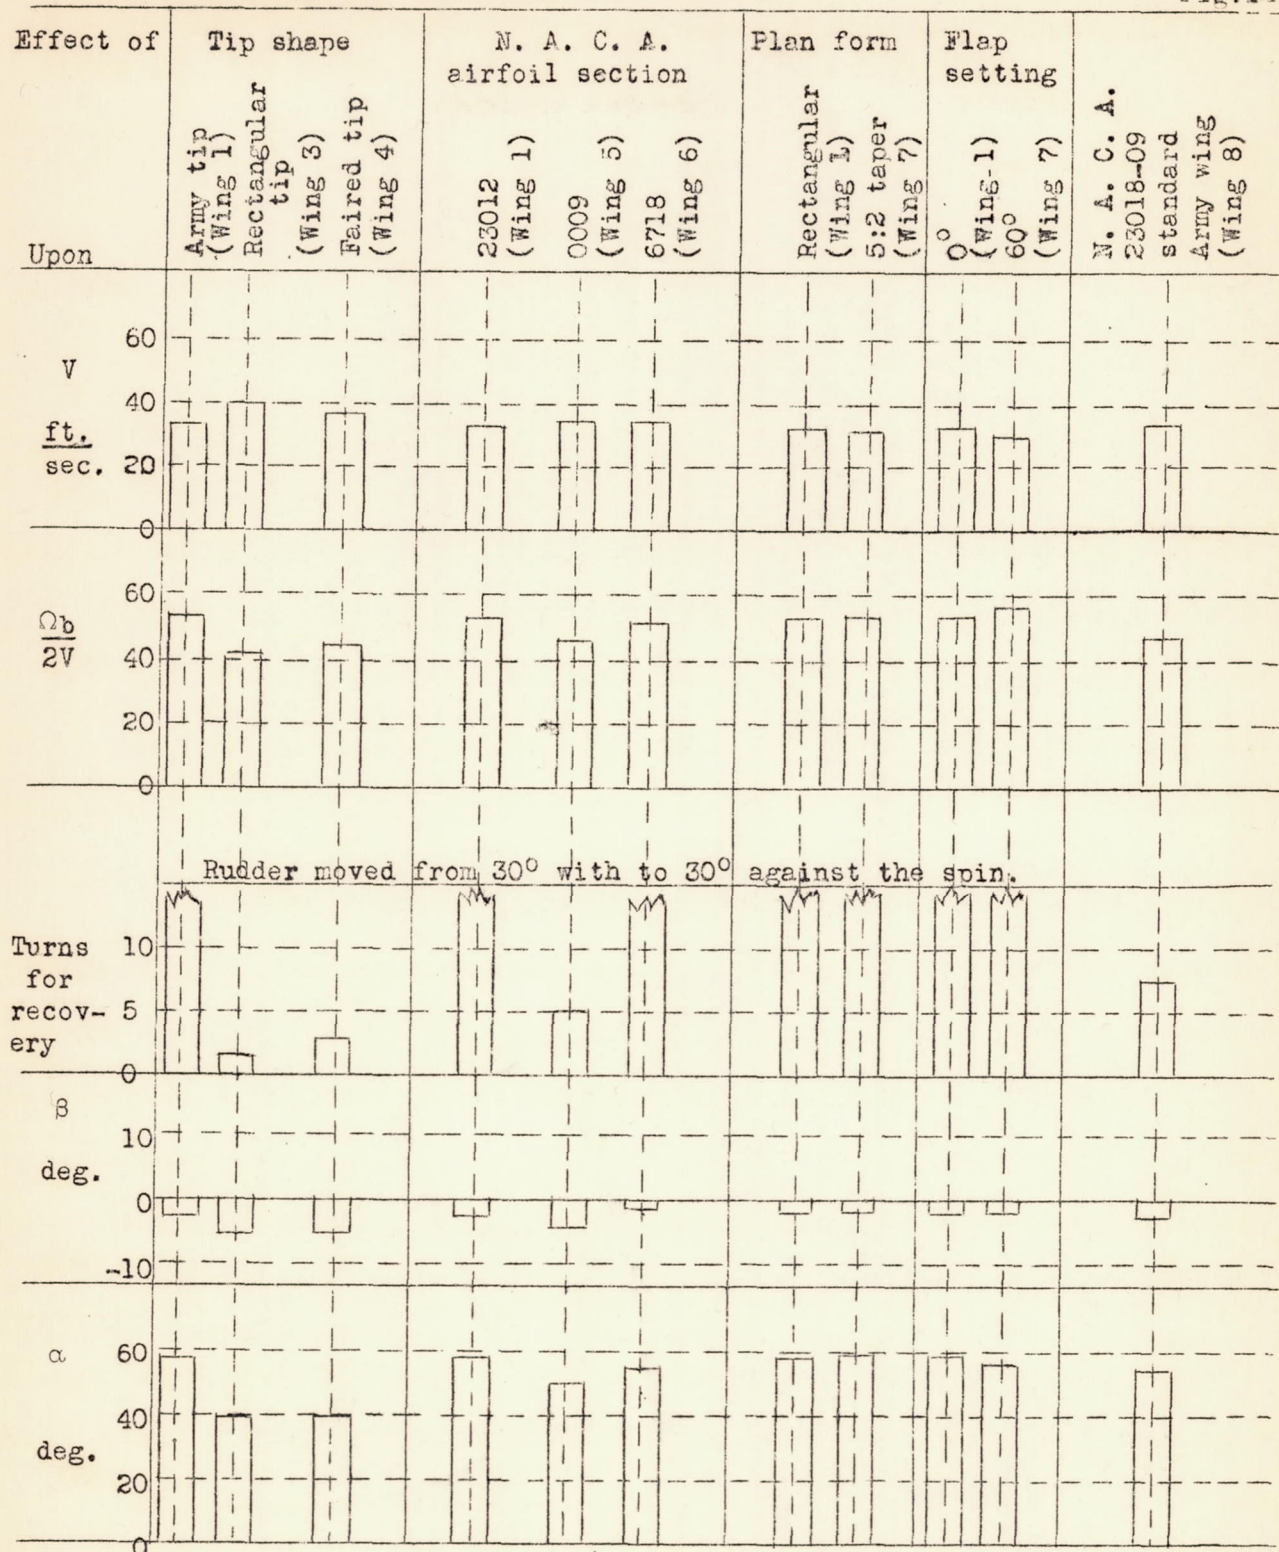 Effect of
Tip shape
N. A. C. A.
airfoil section
Plan form
Flap
setting
Upon
Army tip
(Wing 1)
Rectangular
tip
(Wing 3)
Faired tip
(Wing 4)
23012
(Wing 1)
0009
(Wing 5)
6718
(Wing 6)
Rectangular
(Wing 1)
5:2 taper
(Wing 7)
0°
(Wing-1)
60°
(Wing 7)
N. A. C. A.
23018-09
standard
Army wing
(Wing 8)
V
ft.
sec.
60
40
20
0
Ωb
2V
60
40
20
0
Rudder moved from 30° with to 30° against the spin.
Turns
for
recov-
ery
10
5
0
β
deg.
10
0
-10
α
deg.
60
40
20
0